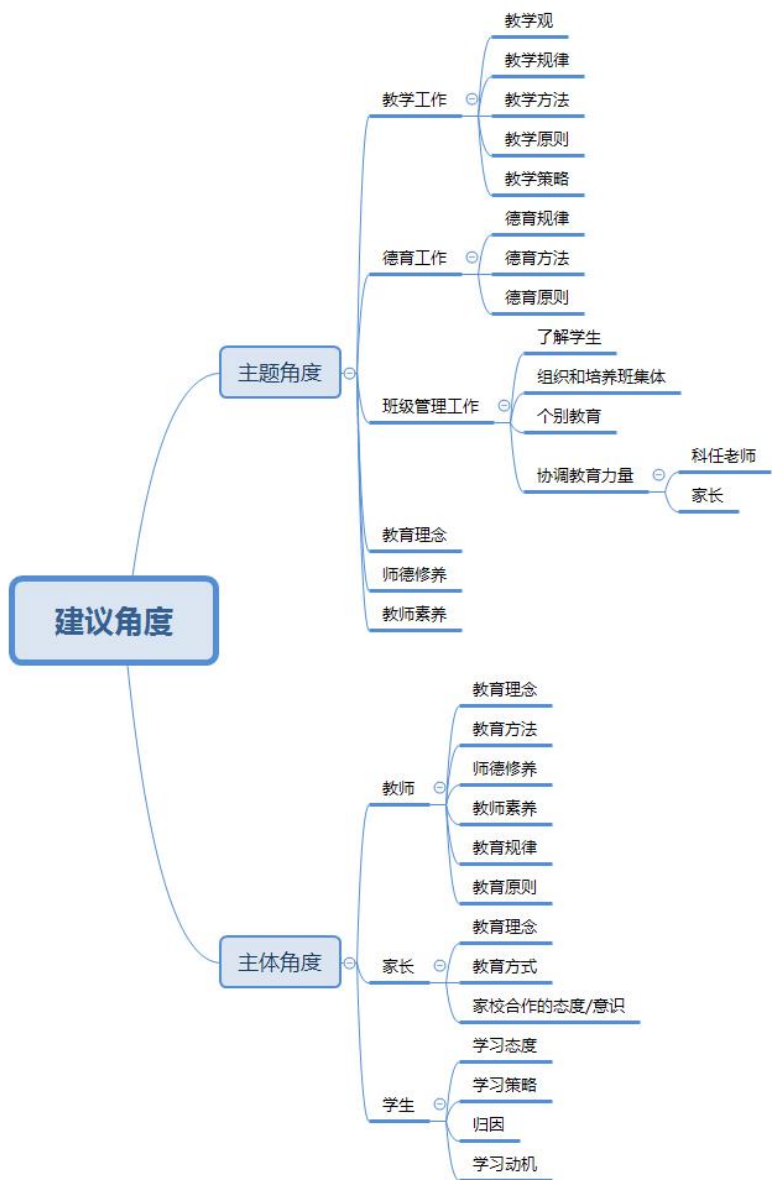 建议角度
主题角度
教学工作
教学观
教学规律
教学方法
教学原则
教学策略
德育工作
德育规律
德育方法
德育原则
班级管理工作
了解学生
组织和培养班集体
个别教育
协调教育力量
科任老师
家长
教育理念
师德修养
教师素养
主体角度
教师
教育理念
教育方法
师德修养
教师素养
教育规律
教育原则
家长
教育理念
教育方式
家校合作的态度/意识
学生
学习态度
学习策略
归因
学习动机